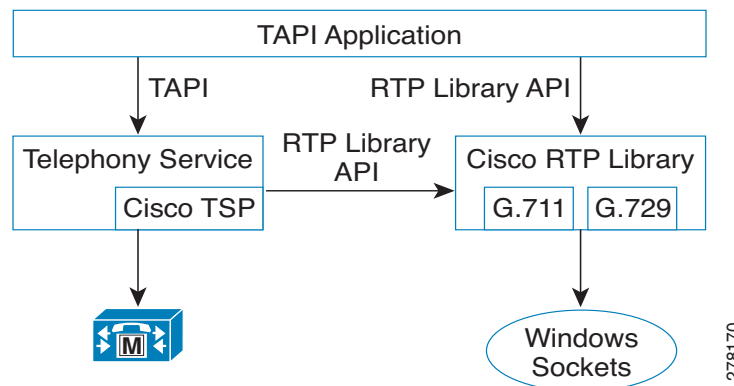 TAPI Application
TAPI
RTP Library API
Telephony Service
Cisco TSP
RTP Library
API
Cisco RTP Library
G.711
G.729
M
Windows
Sockets
278170